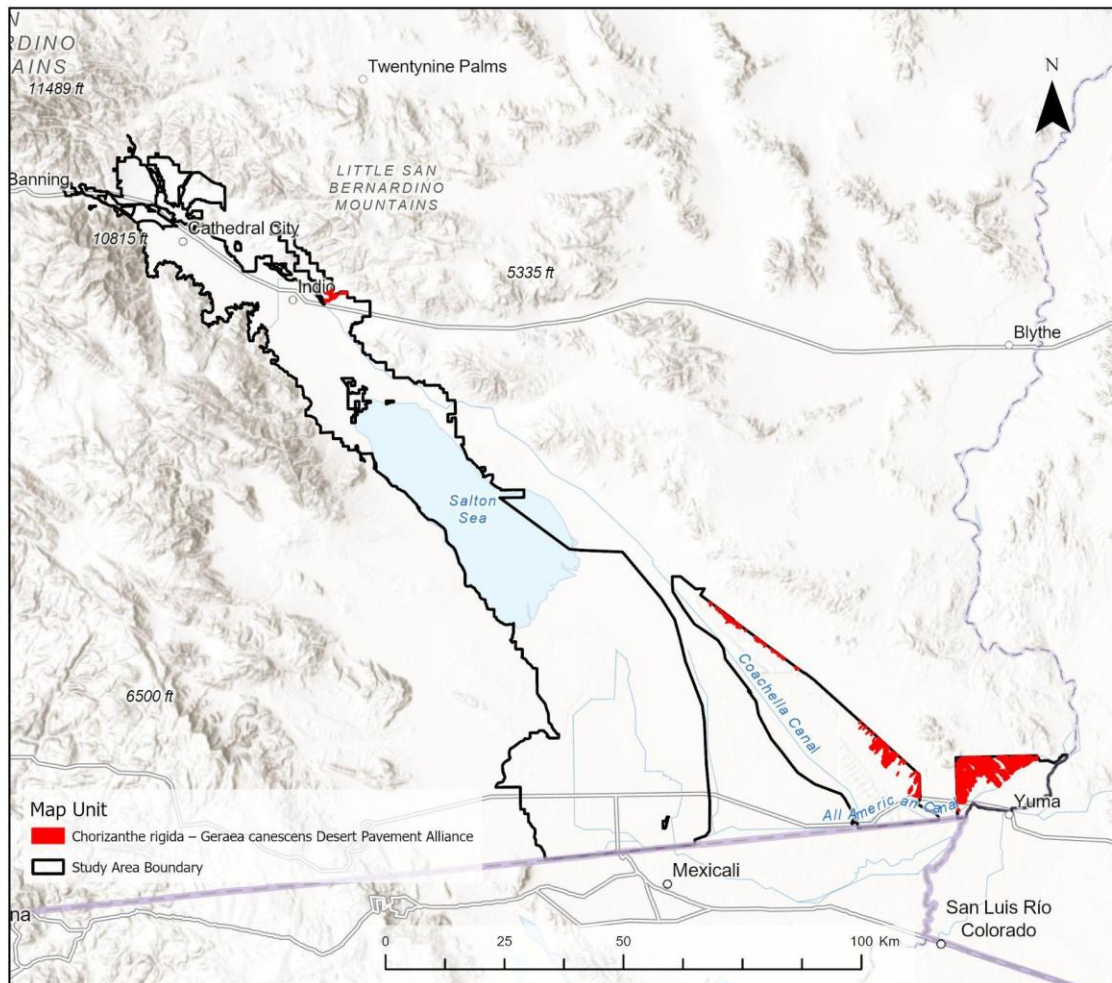 N
RDINO
AINS
11489 ft
Twentynine Palms
N
LITTLE SAN
BERNARDINO
MOUNTAINS
Banning
10815 ft
Cathedral City
5335 ft
Indio
Blythe
Salton
Sea
6500 ft
Coachella Canal
All American Canal
Yuma
Map Unit
Chorizanthe rigida – Geraea canescens Desert Pavement Alliance
Study Area Boundary
Mexicali
na
San Luis Río
Colorado
0 25 50 100 Km